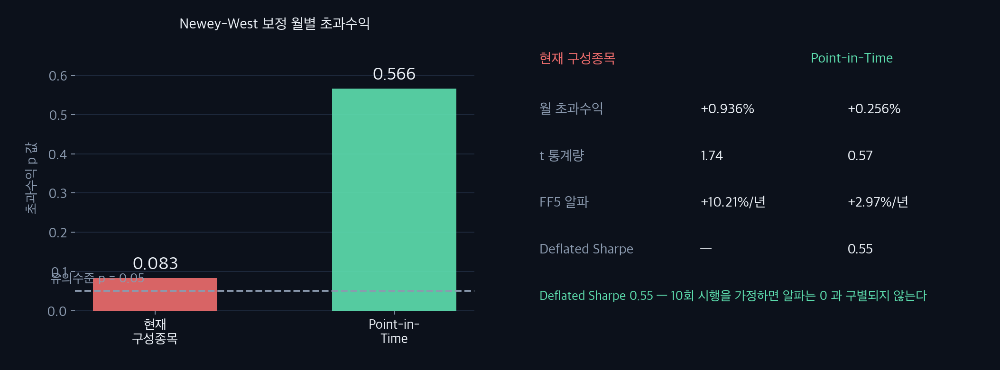 Newey-West 보정 월별 초과수익
초과수익 p 값
0.6
0.5
0.4
0.3
0.2
0.1
0.0
0.083
0.566
유의수준 p = 0.05
현재
구성종목
Point-in-
Time
현재 구성종목 Point-in-Time
월 초과수익 +0.936% +0.256%
t 통계량 1.74 0.57
FF5 알파 +10.21%/년 +2.97%/년
Deflated Sharpe — 0.55
Deflated Sharpe 0.55 — 10회 시행을 가정하면 알파는 0 과 구별되지 않는다